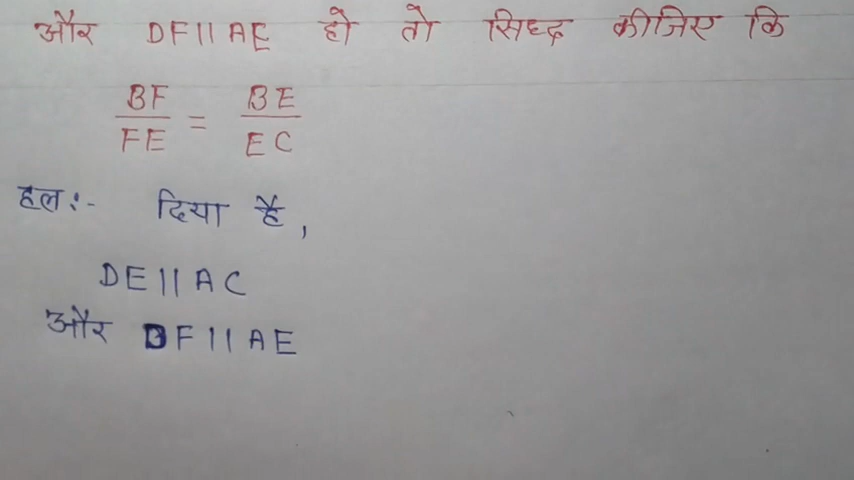 और DF||AE हो तो सिध्द कीजिए कि
BF/FE = BE/EC
हल:- दिया है,
DE||AC
और DF||AE